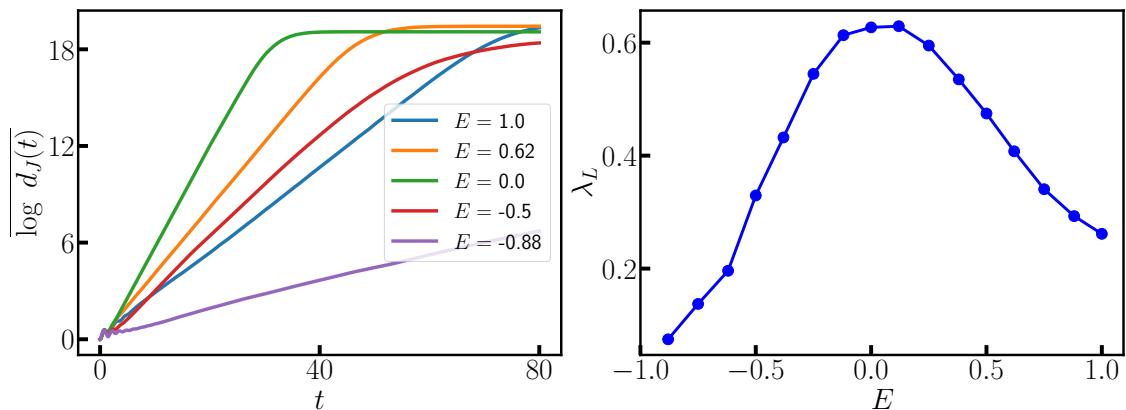 18
12
6
0
0
40
80
t
\overline{\log d_J(t)}
E = 1.0
E = 0.62
E = 0.0
E = -0.5
E = -0.88
0.6
0.4
0.2
−1.0
−0.5
0.0
0.5
1.0
E
λ_L